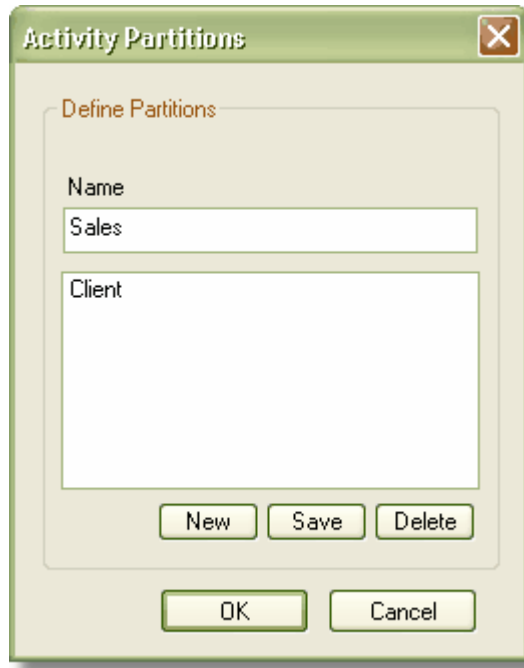 Activity Partitions
Define Partitions
Name
Sales
Client
New Save Delete
OK Cancel